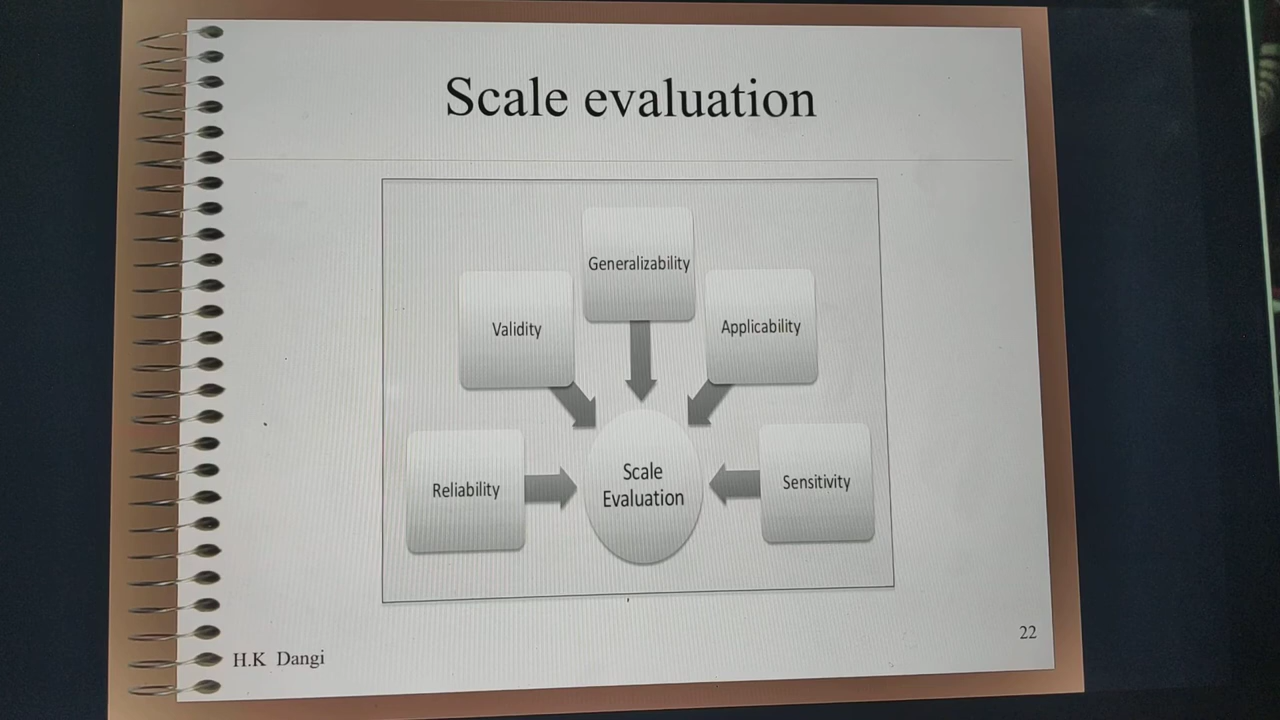 Scale evaluation
Generalizability
Validity
Applicability
Reliability
Scale
Evaluation
Sensitivity
22
H.K Dangi